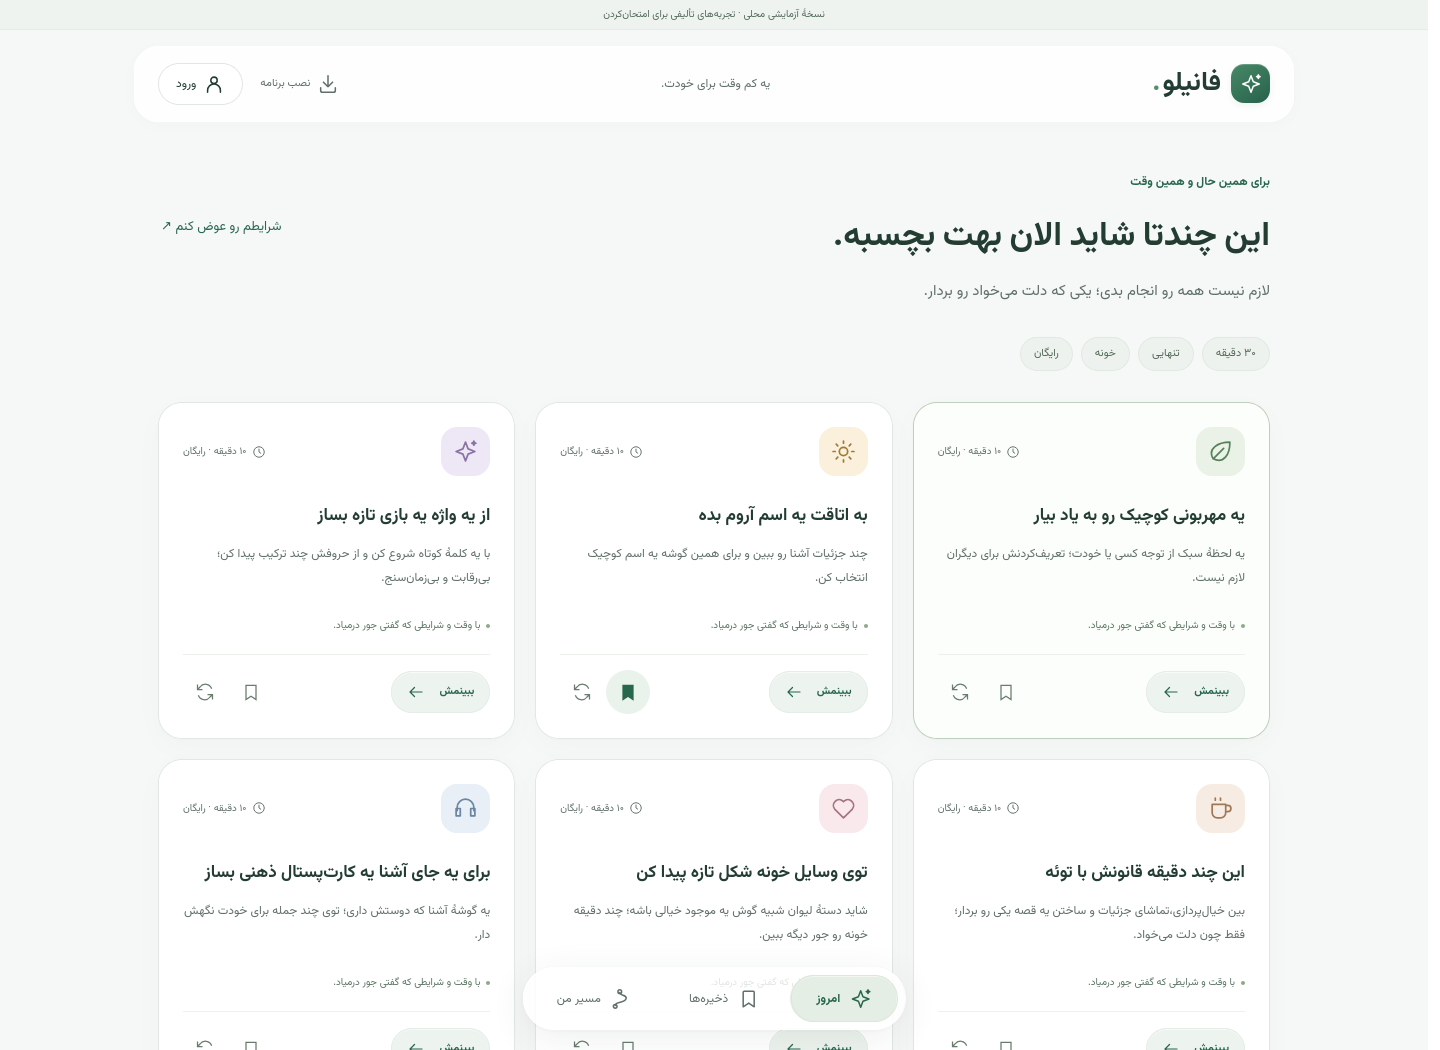 نسخهٔ آزمایشی محلی · تجربه‌های تألیفی برای امتحان‌کردن
فانیلو.
یه کم وقت برای خودت.
نصب برنامه
ورود
برای همین حال و همین وقت
این چندتا شاید الان بهت بچسبه.
شرایطم رو عوض کنم ↗
لازم نیست همه رو انجام بدی؛ یکی که دلت می‌خواد رو بردار.
۳۰ دقیقه
تنهایی
خونه
رایگان
۱۰ دقیقه · رایگان
یه مهربونی کوچیک رو به یاد بیار
یه لحظهٔ سبک از توجه کسی یا خودت؛ تعریف‌کردنش برای دیگران
لازم نیست.
با وقت و شرایطی که گفتی جور درمیاد.
ببینمش
۱۰ دقیقه · رایگان
به اتاقت یه اسم آروم بده
چند جزئیات آشنا رو ببین و برای همین گوشه یه اسم کوچیک
انتخاب کن.
با وقت و شرایطی که گفتی جور درمیاد.
ببینمش
۱۰ دقیقه · رایگان
از یه واژه یه بازی تازه بساز
با یه کلمهٔ کوتاه شروع کن و از حروفش چند ترکیب پیدا کن؛
بی‌رقابت و بی‌زمان‌سنج.
با وقت و شرایطی که گفتی جور درمیاد.
ببینمش
۱۰ دقیقه · رایگان
این چند دقیقه قانونش با توئه
بین خیال‌پردازی،تماشای جزئیات و ساختن یه قصه یکی رو بردار؛
فقط چون دلت می‌خواد.
با وقت و شرایطی که گفتی جور درمیاد.
ببینمش
۱۰ دقیقه · رایگان
توی وسایل خونه شکل تازه پیدا کن
شاید دستهٔ لیوان شبیه گوش یه موجود خیالی باشه؛ چند دقیقه
خونه رو جور دیگه ببین.
که گفتی جور درمیاد.
ببینمش
۱۰ دقیقه · رایگان
برای یه جای آشنا یه کارت‌پستال ذهنی بساز
یه گوشهٔ آشنا که دوستش داری؛ توی چند جمله برای خودت نگهش
دار.
با وقت و شرایطی که گفتی جور درمیاد.
ببینمش
امروز
ذخیره‌ها
مسیر من